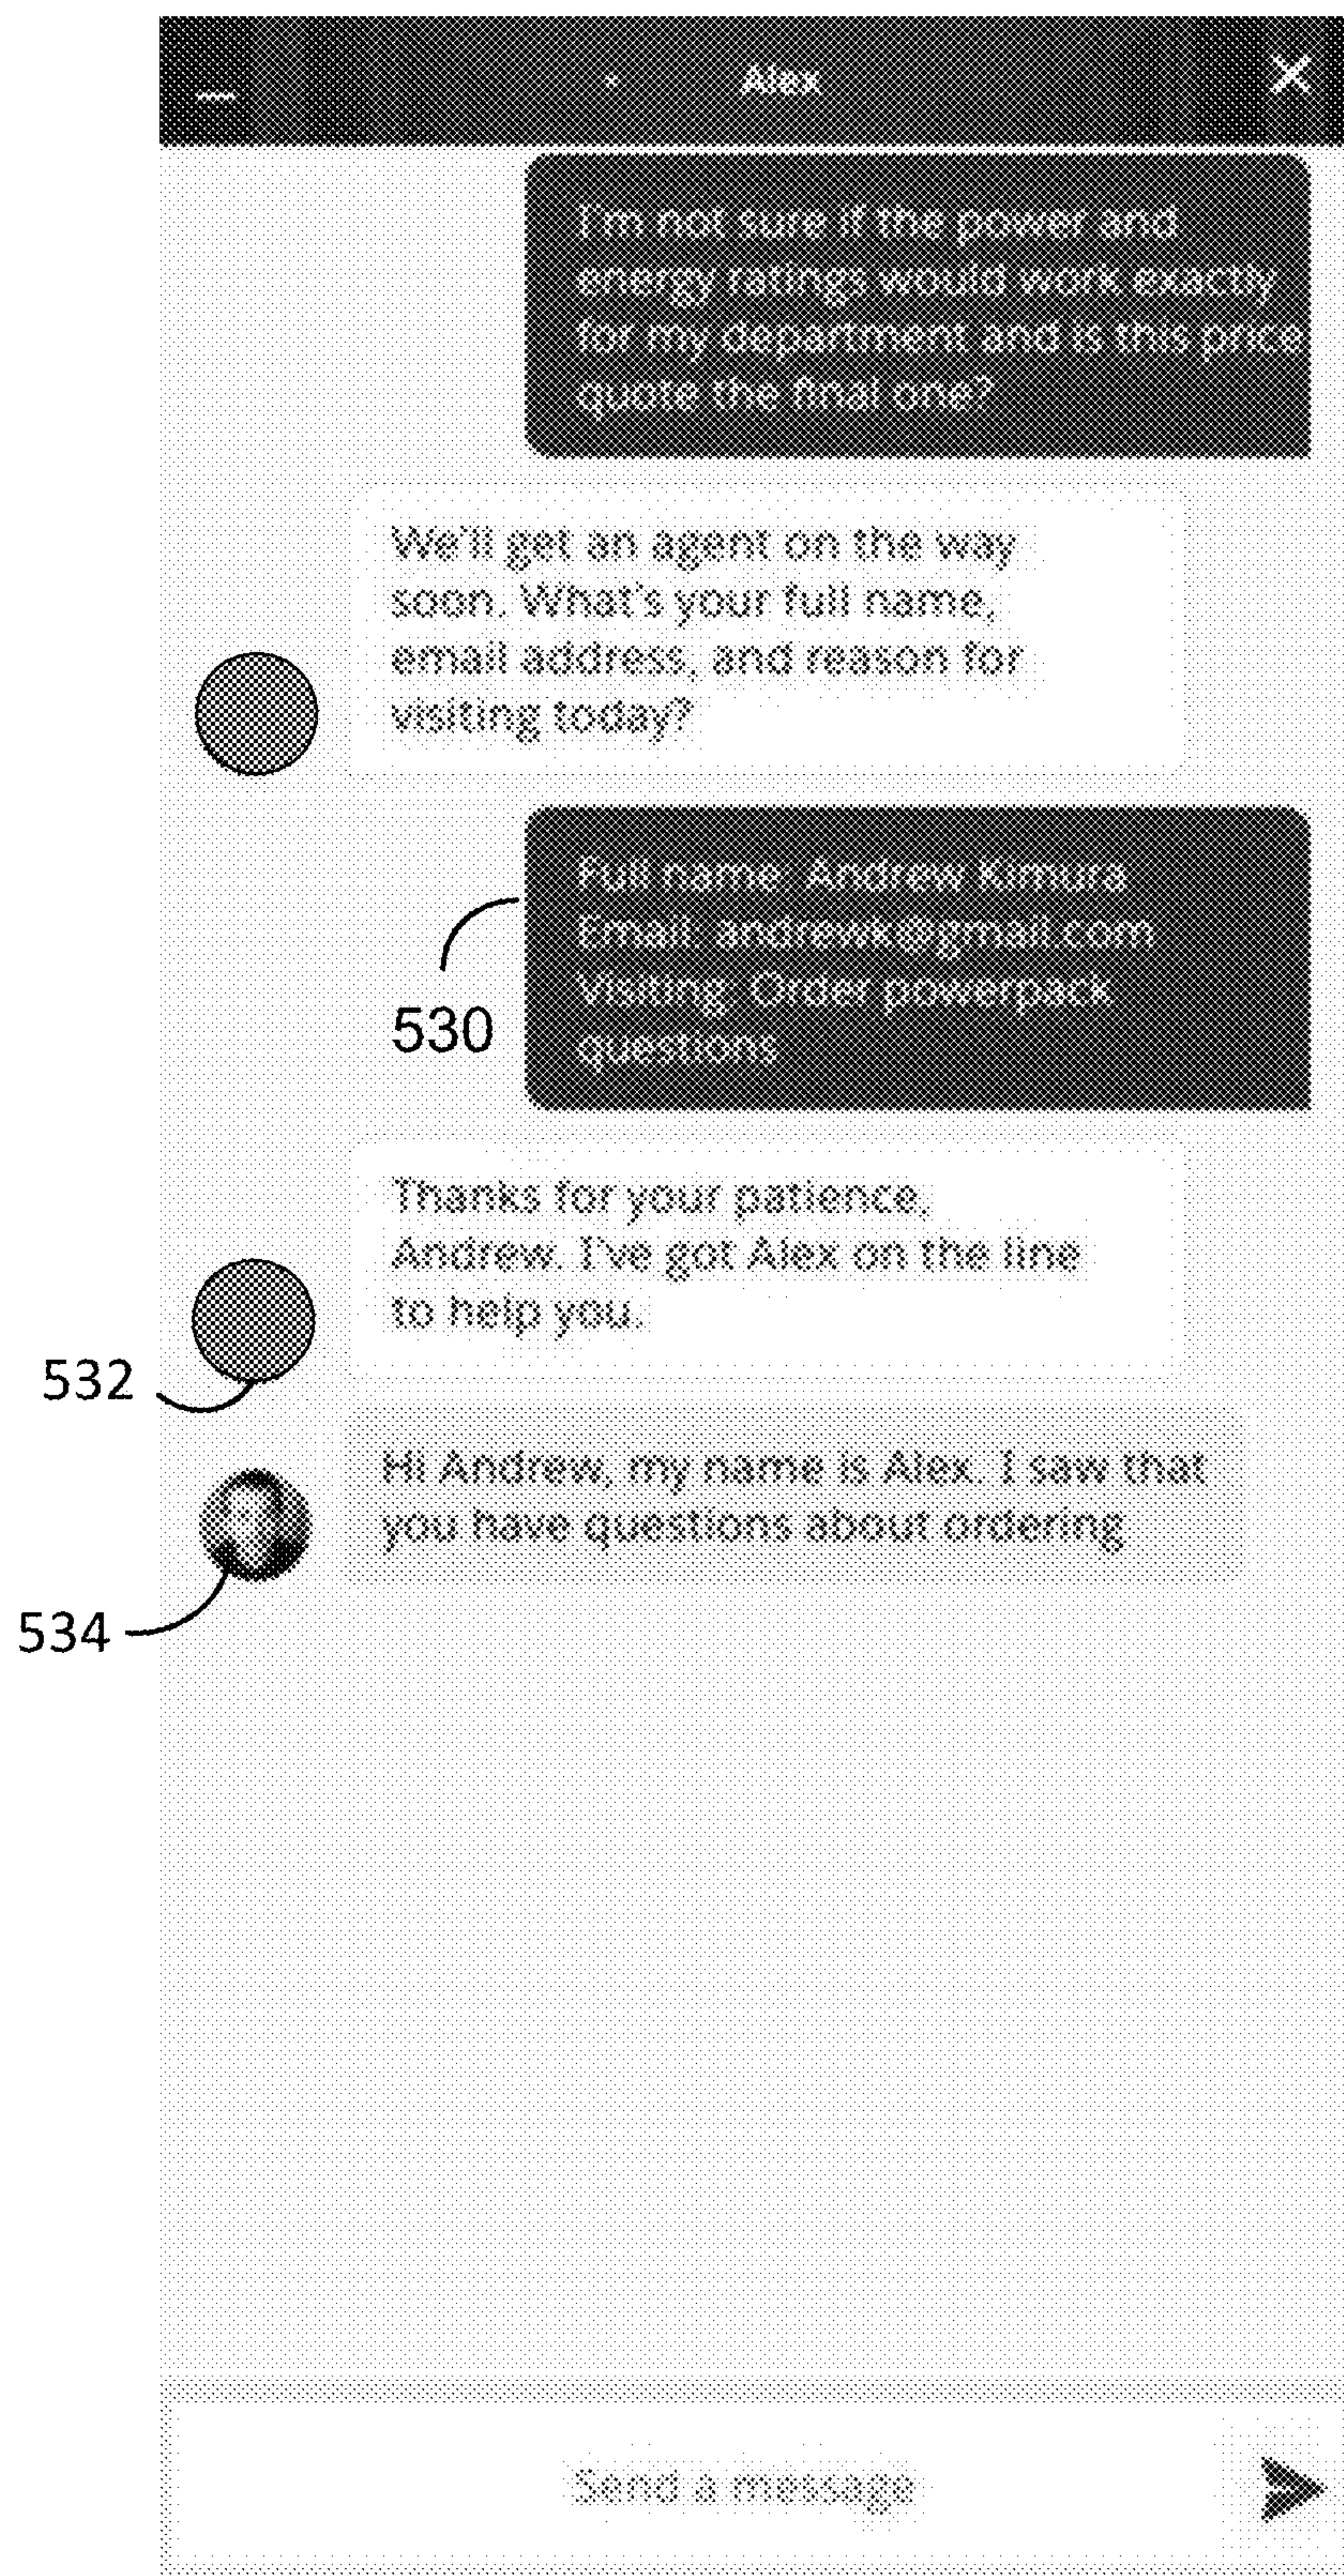 Alex
I'm not sure if the power and
energy ratings would work exactly
for my department and is this price
quote the final one?
We'll get an agent on the way
soon. What's your full name,
email address, and reason for
visiting today?
Full name: Andrew Kimura
Email: andrewk@gmail.com
Visiting: Order powerpack
questions
530
Thanks for your patience,
Andrew. I've got Alex on the line
to help you.
532
Hi Andrew, my name is Alex. I saw that
you have questions about ordering
534
Send a message